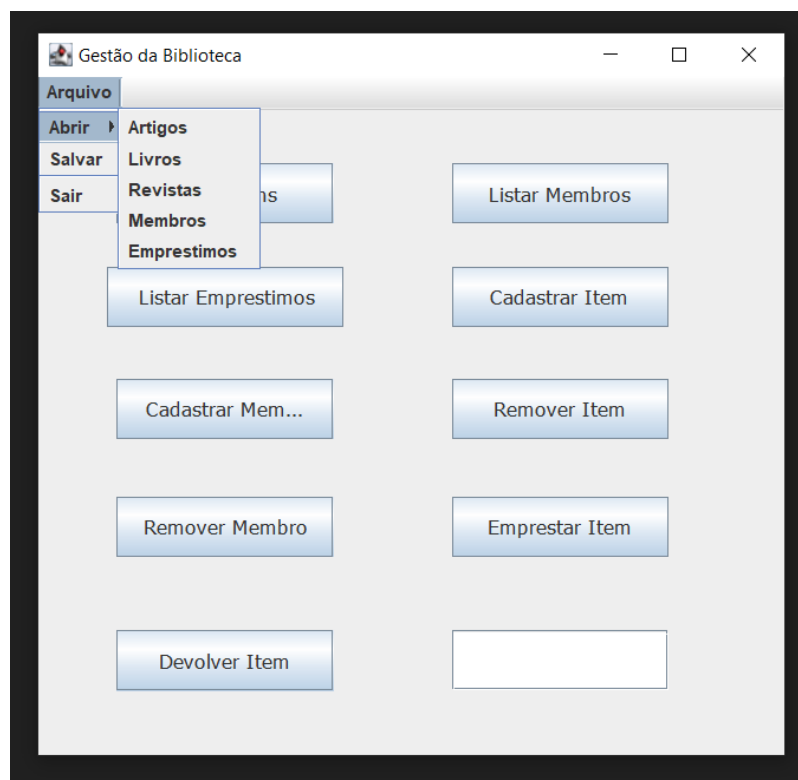 Gestão da Biblioteca
Arquivo
Abrir
Salvar
Sair
Artigos
Livros
Revistas
Membros
Emprestimos
Listar Membros
Listar Emprestimos
Cadastrar Item
Cadastrar Mem...
Remover Item
Remover Membro
Emprestar Item
Devolver Item